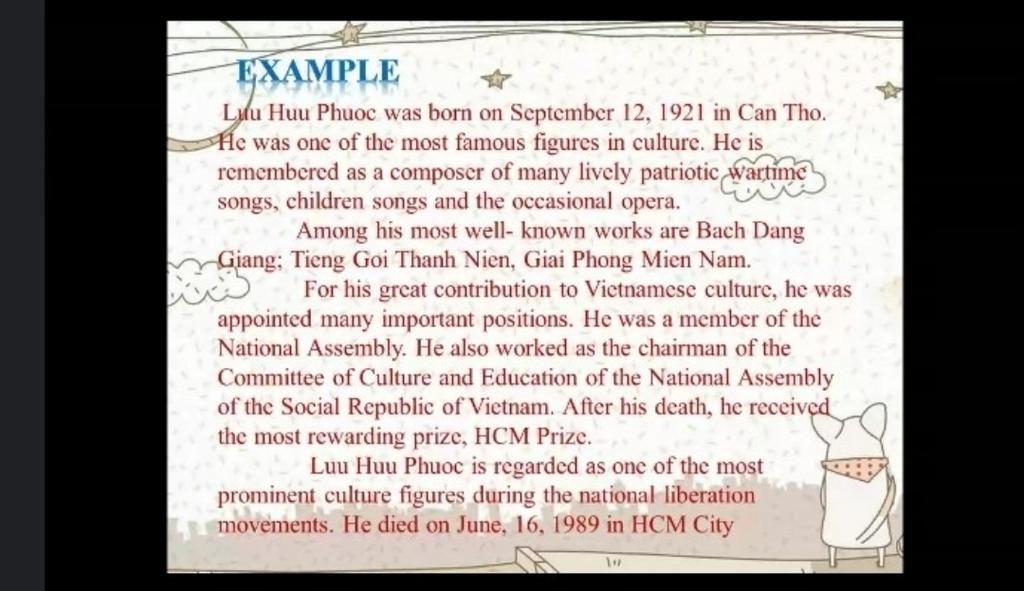 EXAMPLE
Luu Huu Phuoc was born on September 12, 1921 in Can Tho.
He was one of the most famous figures in culture. He is
remembered as a composer of many lively patriotic wartime
songs, children songs and the occasional opera.
Among his most well- known works are Bach Dang
Giang; Tieng Goi Thanh Nien, Giai Phong Mien Nam.
For his great contribution to Vietnamese culture, he was
appointed many important positions. He was a member of the
National Assembly. He also worked as the chairman of the
Committee of Culture and Education of the National Assembly
of the Social Republic of Vietnam. After his death, he received
the most rewarding prize, HCM Prize.
Luu Huu Phuoc is regarded as one of the most
prominent culture figures during the national liberation
movements. He died on June, 16, 1989 in HCM City